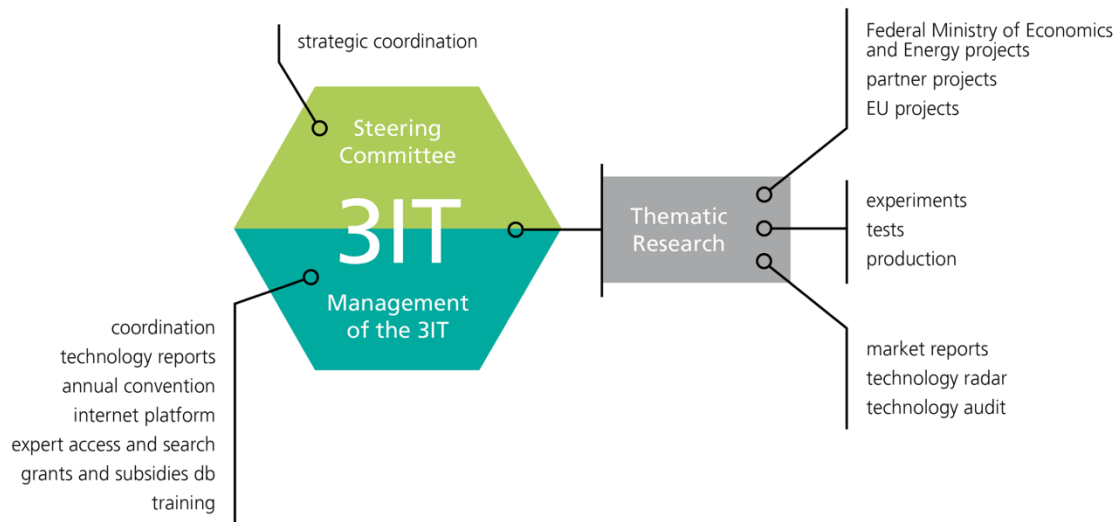 strategic coordination
Steering
Committee
3IT
Management
of the 3IT
coordination
technology reports
annual convention
internet platform
expert access and search
grants and subsidies db
training
Thematic
Research
Federal Ministry of Economics
and Energy projects
partner projects
EU projects
experiments
tests
production
market reports
technology radar
technology audit